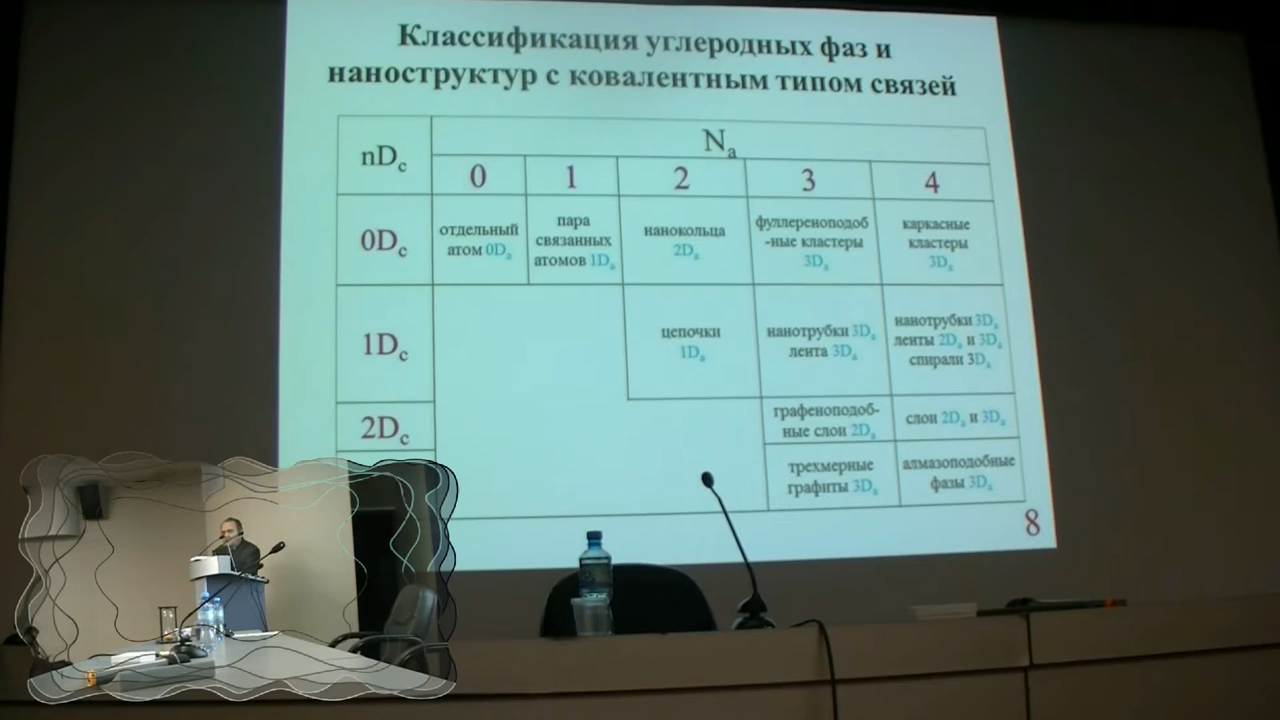 Классификация углеродных фаз и
наноструктур с ковалентным типом связей
nDc
Na
0
1
2
3
4
0Dc
отдельный
атом 0Da
пара
связанных
атомов 1Da
нанокольца
2Da
фуллереноподоб
-ные кластеры
3Da
каркасные
кластеры
3Da
1Dc
цепочки
1Da
нанотрубки 3Da
лента 3Da
нанотрубки 3Da
ленты 2Da и 3Da
спирали 3Da
2Dc
графеноподоб-
ные слои 2Da
слои 2Da и 3Da
трехмерные
графиты 3Da
алмазоподобные
фазы 3Da
8